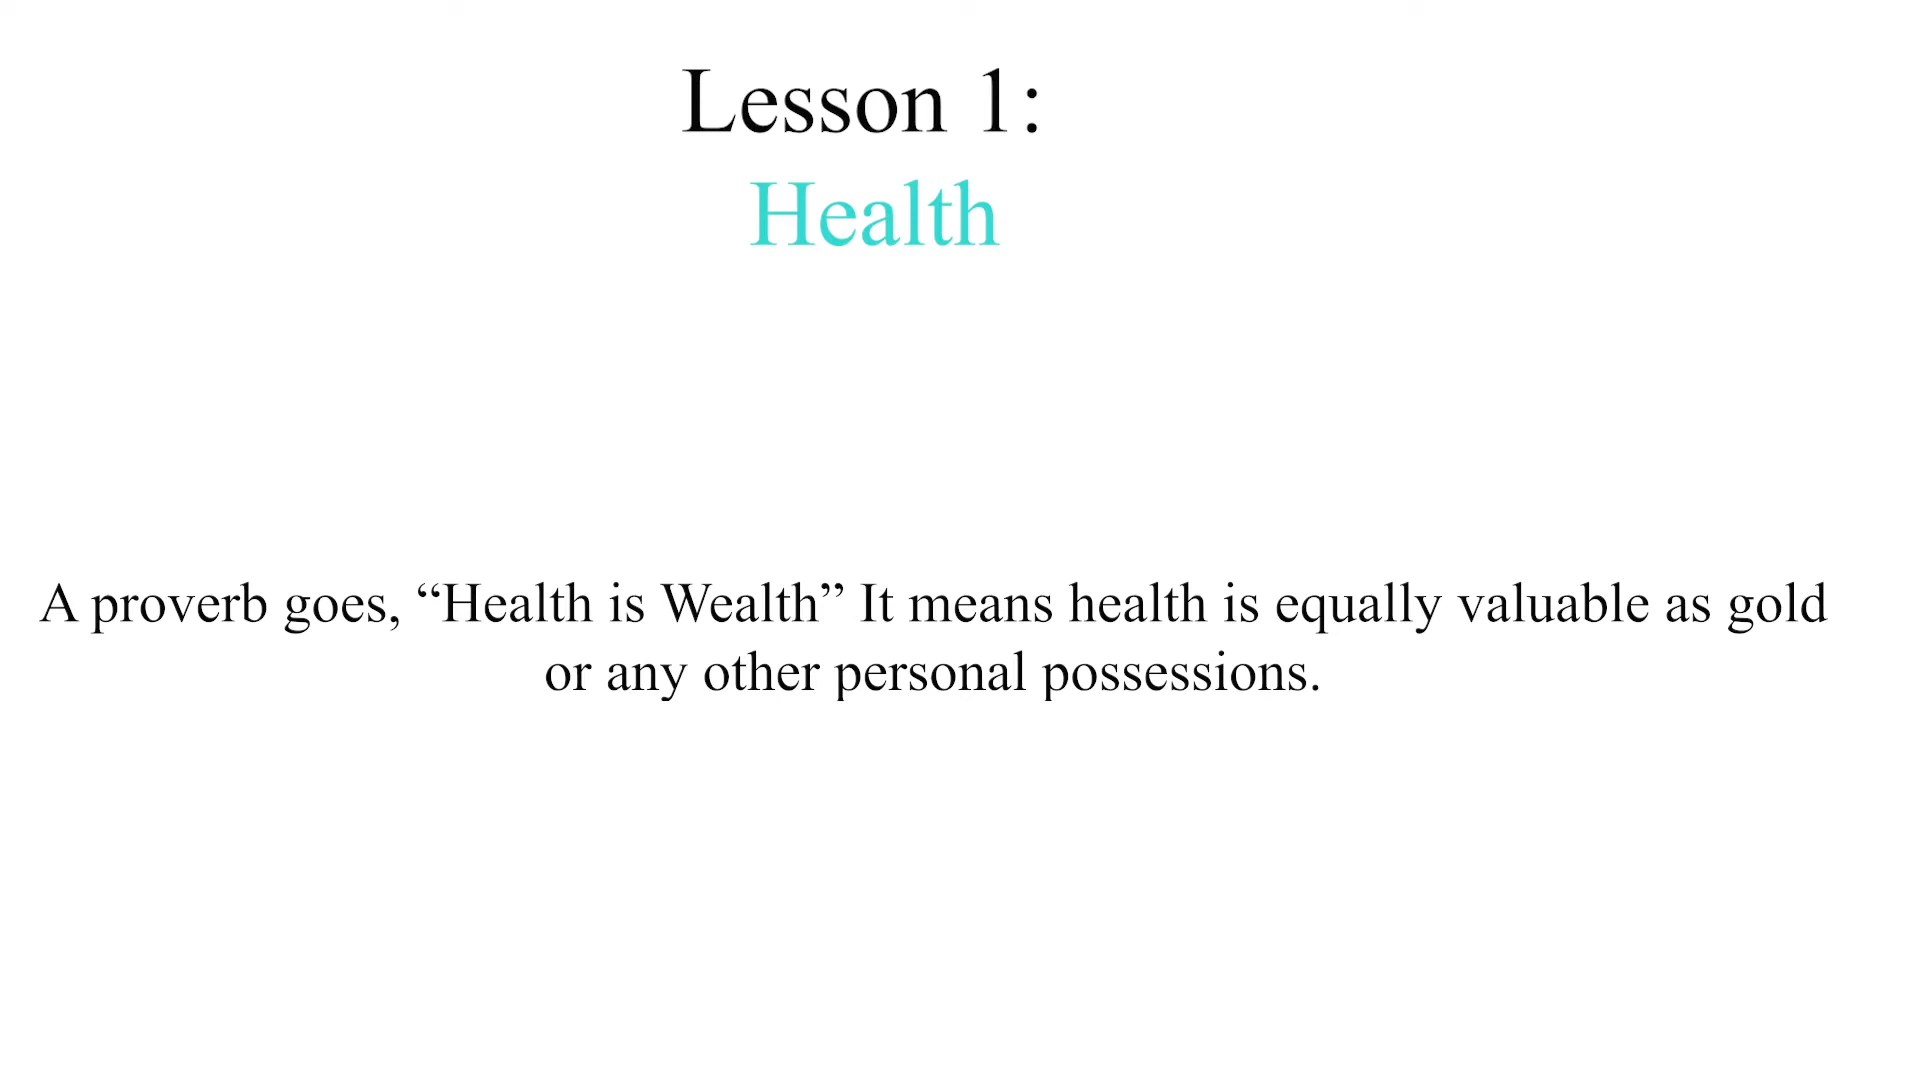 Lesson 1:
Health
A proverb goes, “Health is Wealth” It means health is equally valuable as gold
or any other personal possessions.